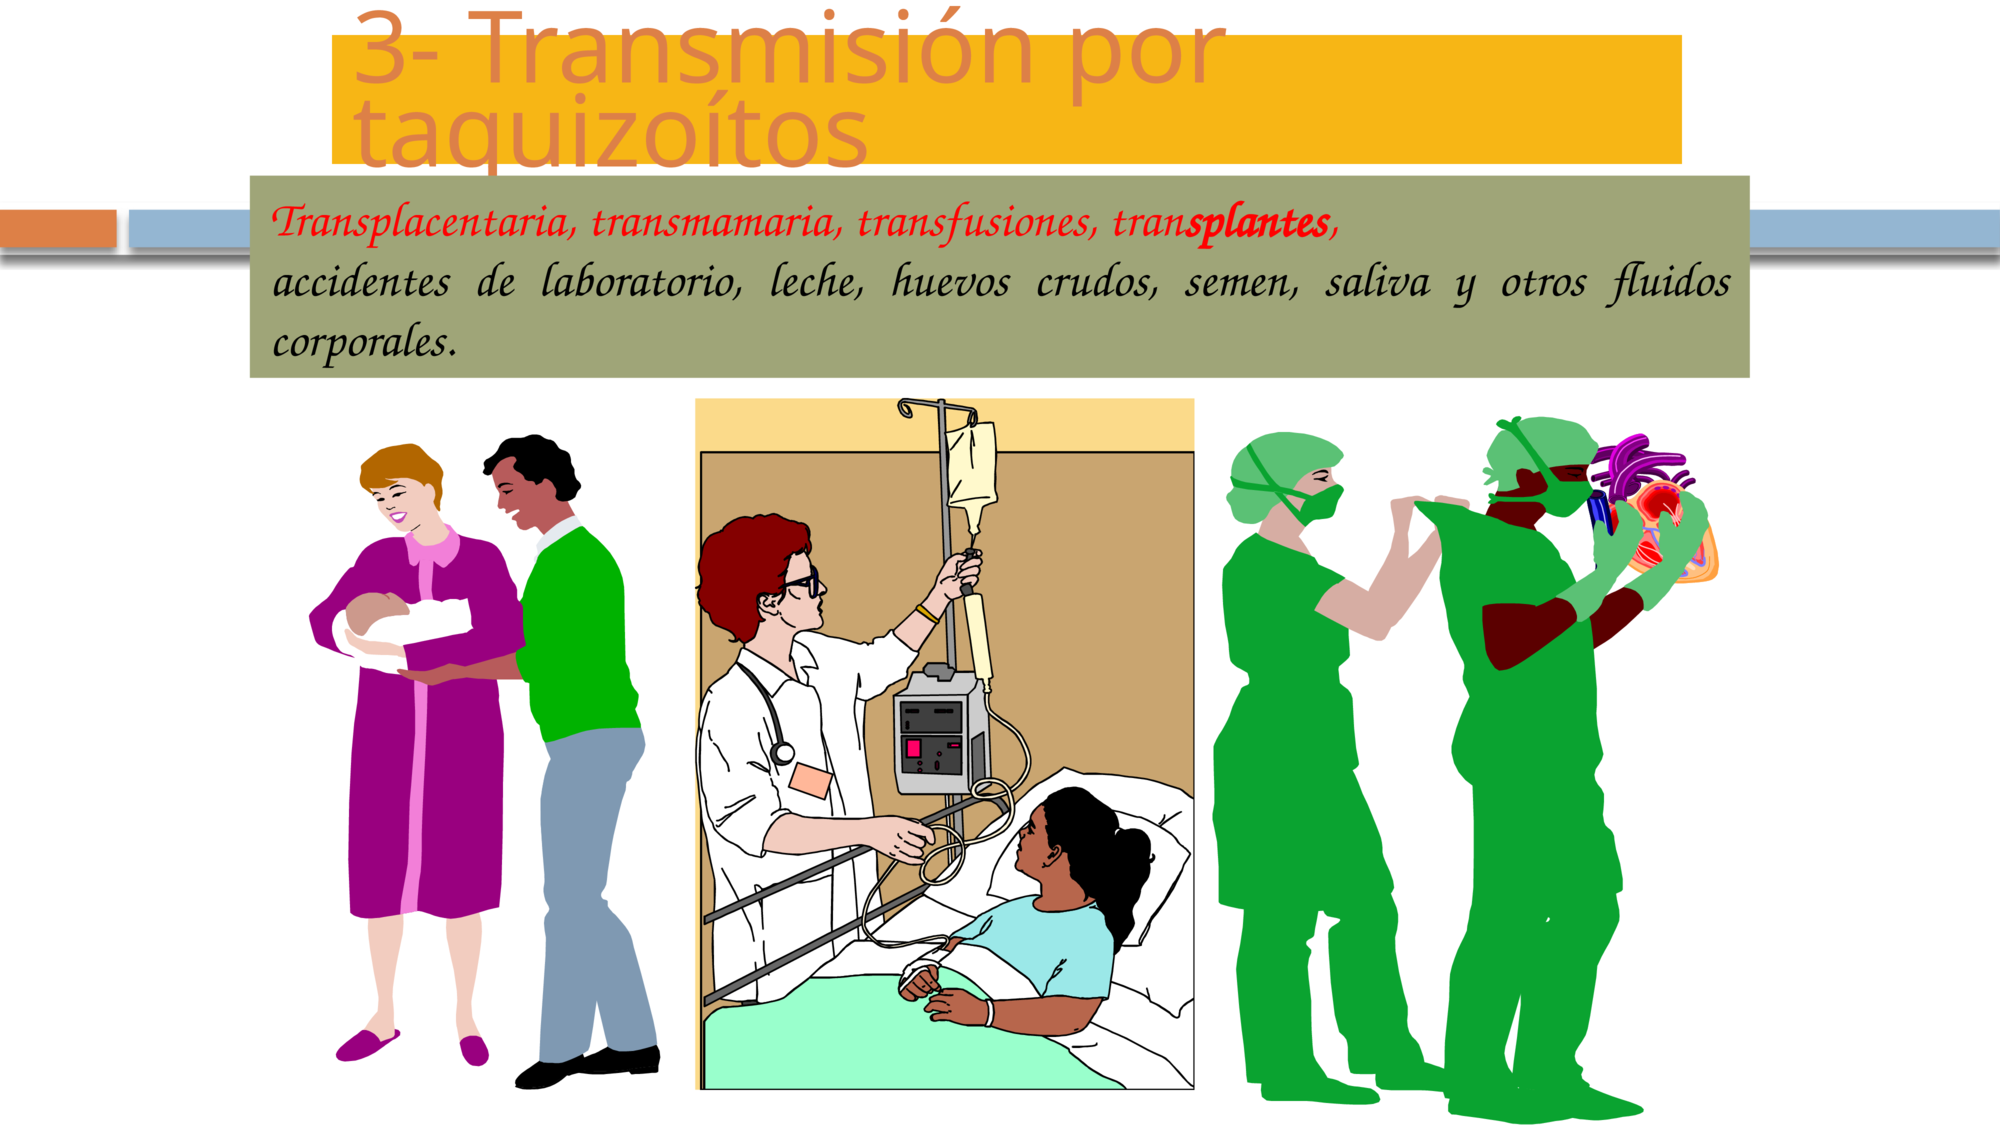 3- Transmisión por
taquizoítos
Transplacentaria, transmamaria, transfusiones, transplantes,
accidentes de laboratorio, leche, huevos crudos, semen, saliva y otros fluidos
corporales.